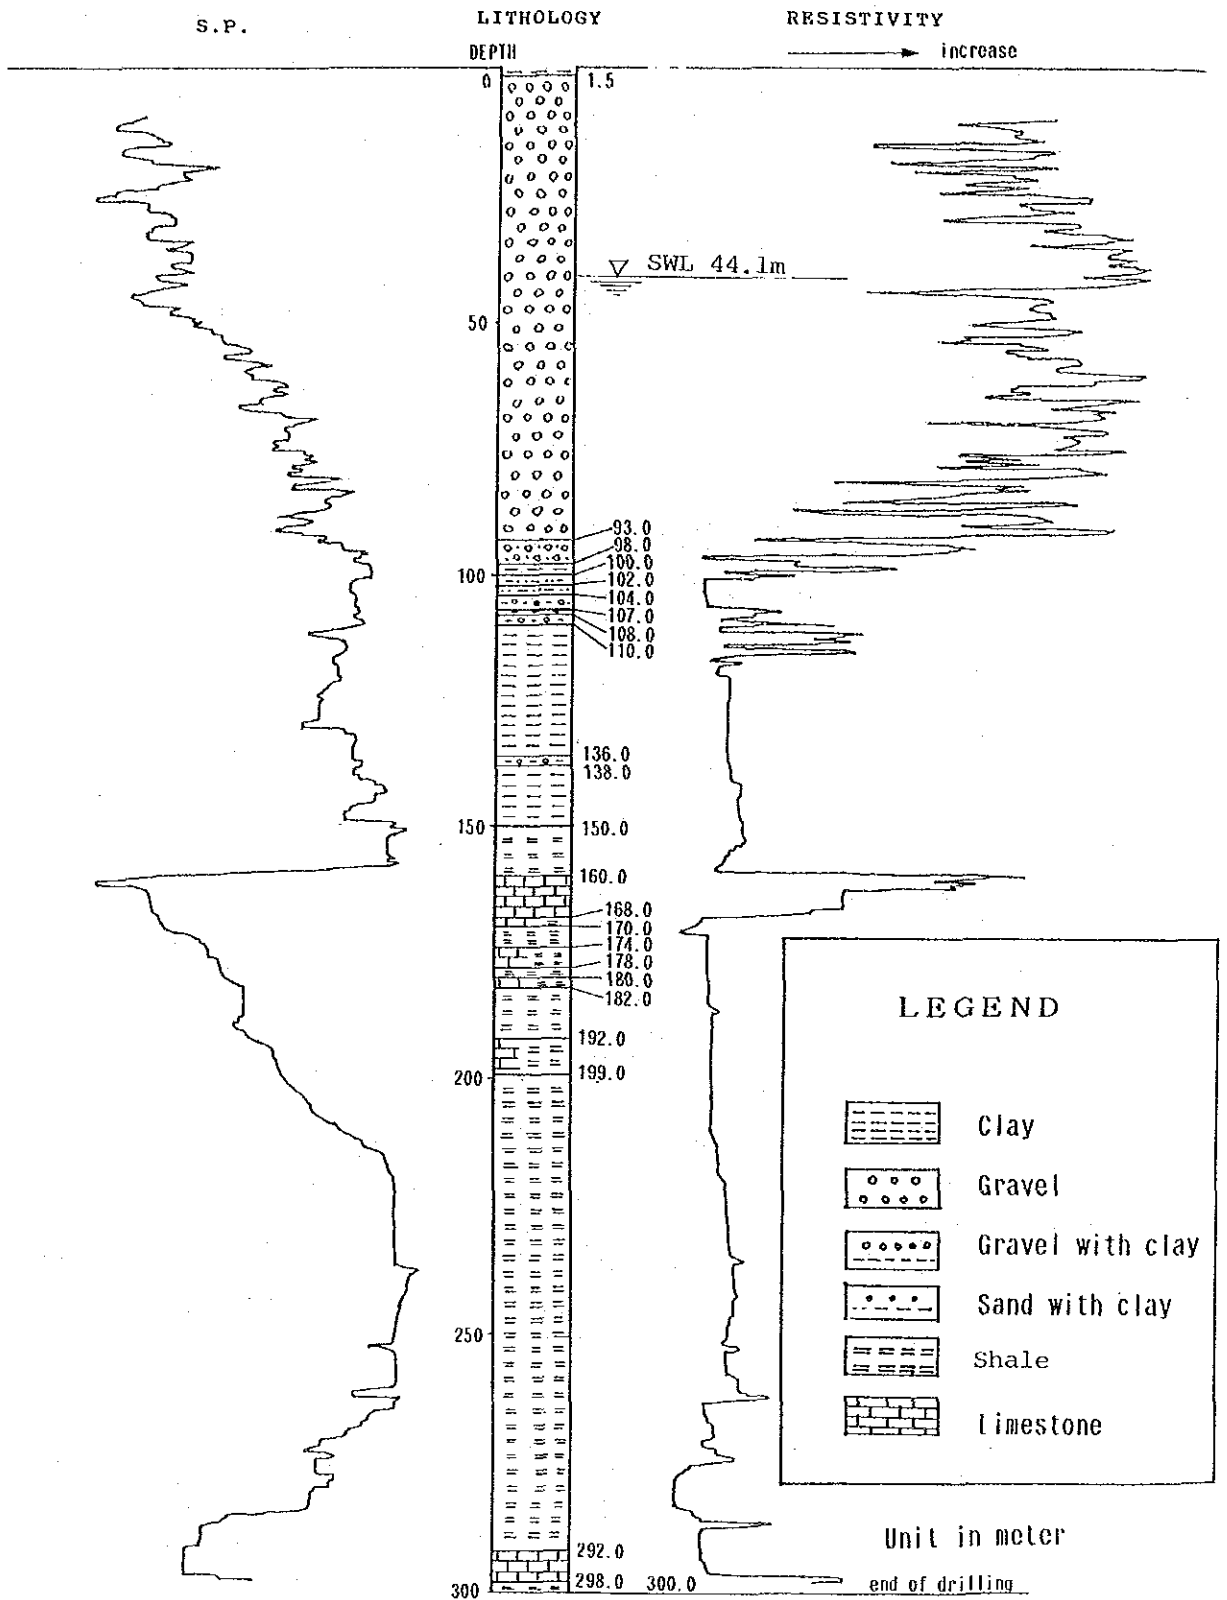 S.P.
LITHOLOGY
RESISTIVITY
DEPTH
increase
0
1.5
SWL 44.1m
50
93.0
98.0
100.0
100
102.0
104.0
107.0
108.0
110.0
136.0
138.0
150
150.0
160.0
168.0
170.0
174.0
178.0
180.0
182.0
192.0
199.0
200
LEGEND
Clay
Gravel
Gravel with clay
Sand with clay
250
Shale
Limestone
Unit in meter
292.0
298.0
300
300.0
end of drilling